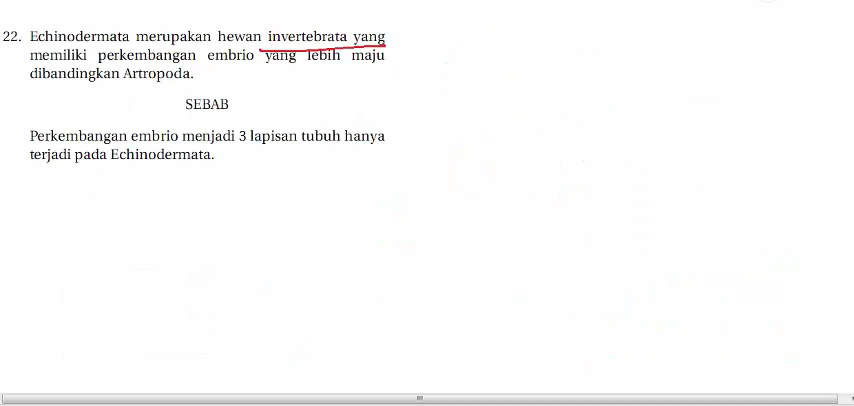 22. Echinodermata merupakan hewan invertebrata yang
memiliki perkembangan embrio yang lebih maju
dibandingkan Artropoda.
SEBAB
Perkembangan embrio menjadi 3 lapisan tubuh hanya
terjadi pada Echinodermata.